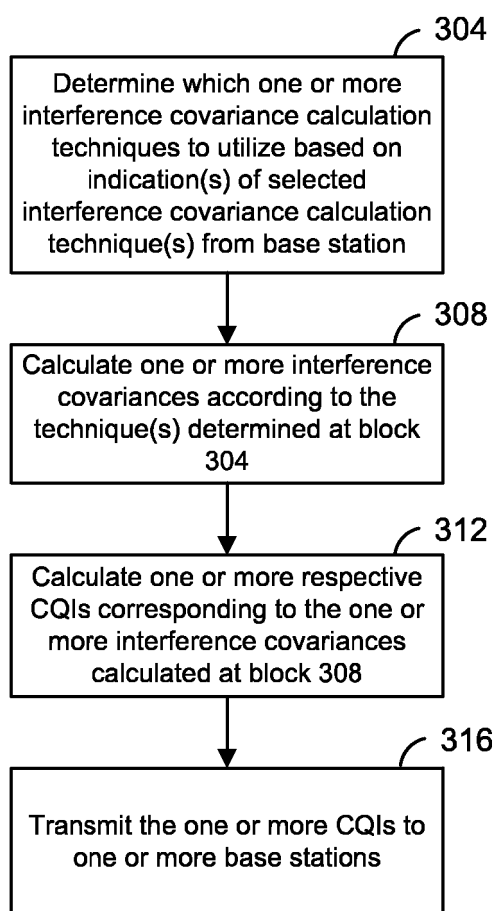 304
Determine which one or more
interference covariance calculation
techniques to utilize based on
indication(s) of selected
interference covariance calculation
technique(s) from base station
308
Calculate one or more interference
covariances according to the
technique(s) determined at block
304
312
Calculate one or more respective
CQIs corresponding to the one or
more interference covariances
calculated at block 308
316
Transmit the one or more CQIs to
one or more base stations